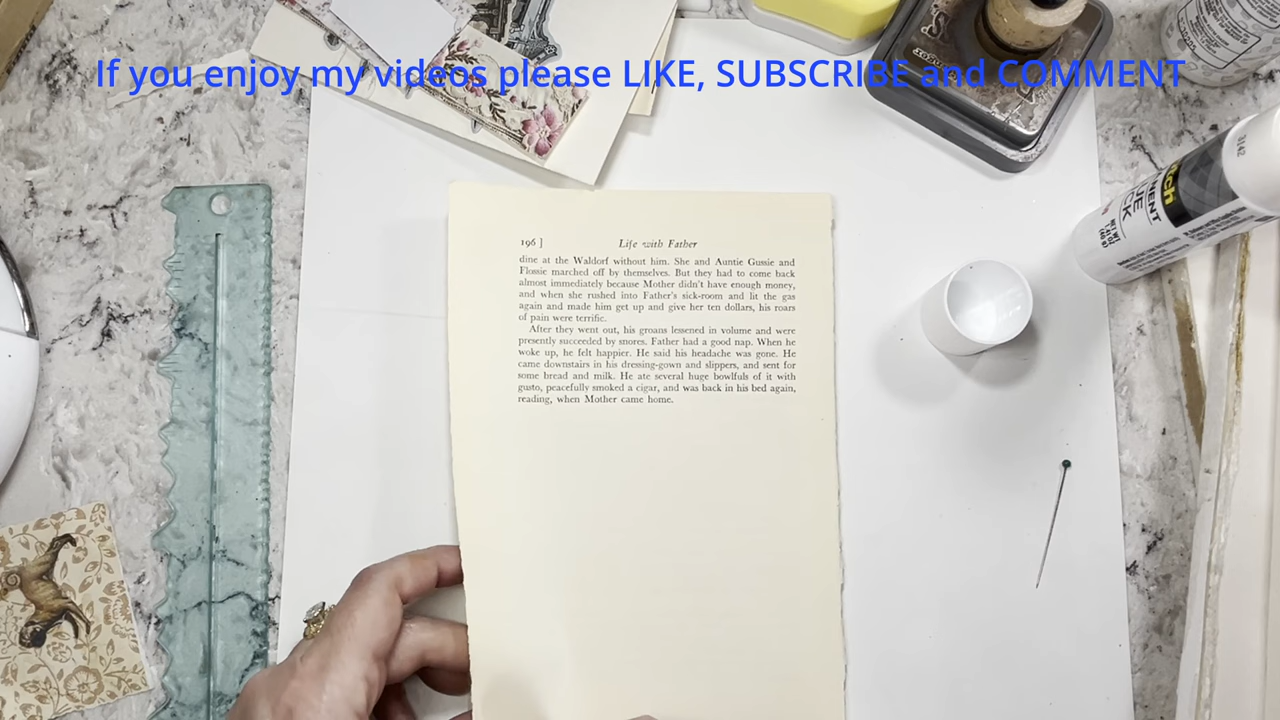 If you enjoy my videos please LIKE, SUBSCRIBE and COMMENT
196 ]
Life with Father
dine at the Waldorf without him. She and Auntie Gussie and
Flossie marched off by themselves. But they had to come back
almost immediately because Mother didn't have enough money,
and when she rushed into Father's sick-room and lit the gas
again and made him get up and give her ten dollars, his roars
of pain were terrific.
After they went out, his groans lessened in volume and were
presently succeeded by snores. Father had a good nap. When he
woke up, he felt happier. He said his headache was gone. He
came downstairs in his dressing-gown and slippers, and sent for
some bread and milk. He ate several huge bowlfuls of it with
gusto, peacefully smoked a cigar, and was back in his bed again,
reading, when Mother came home.
3142